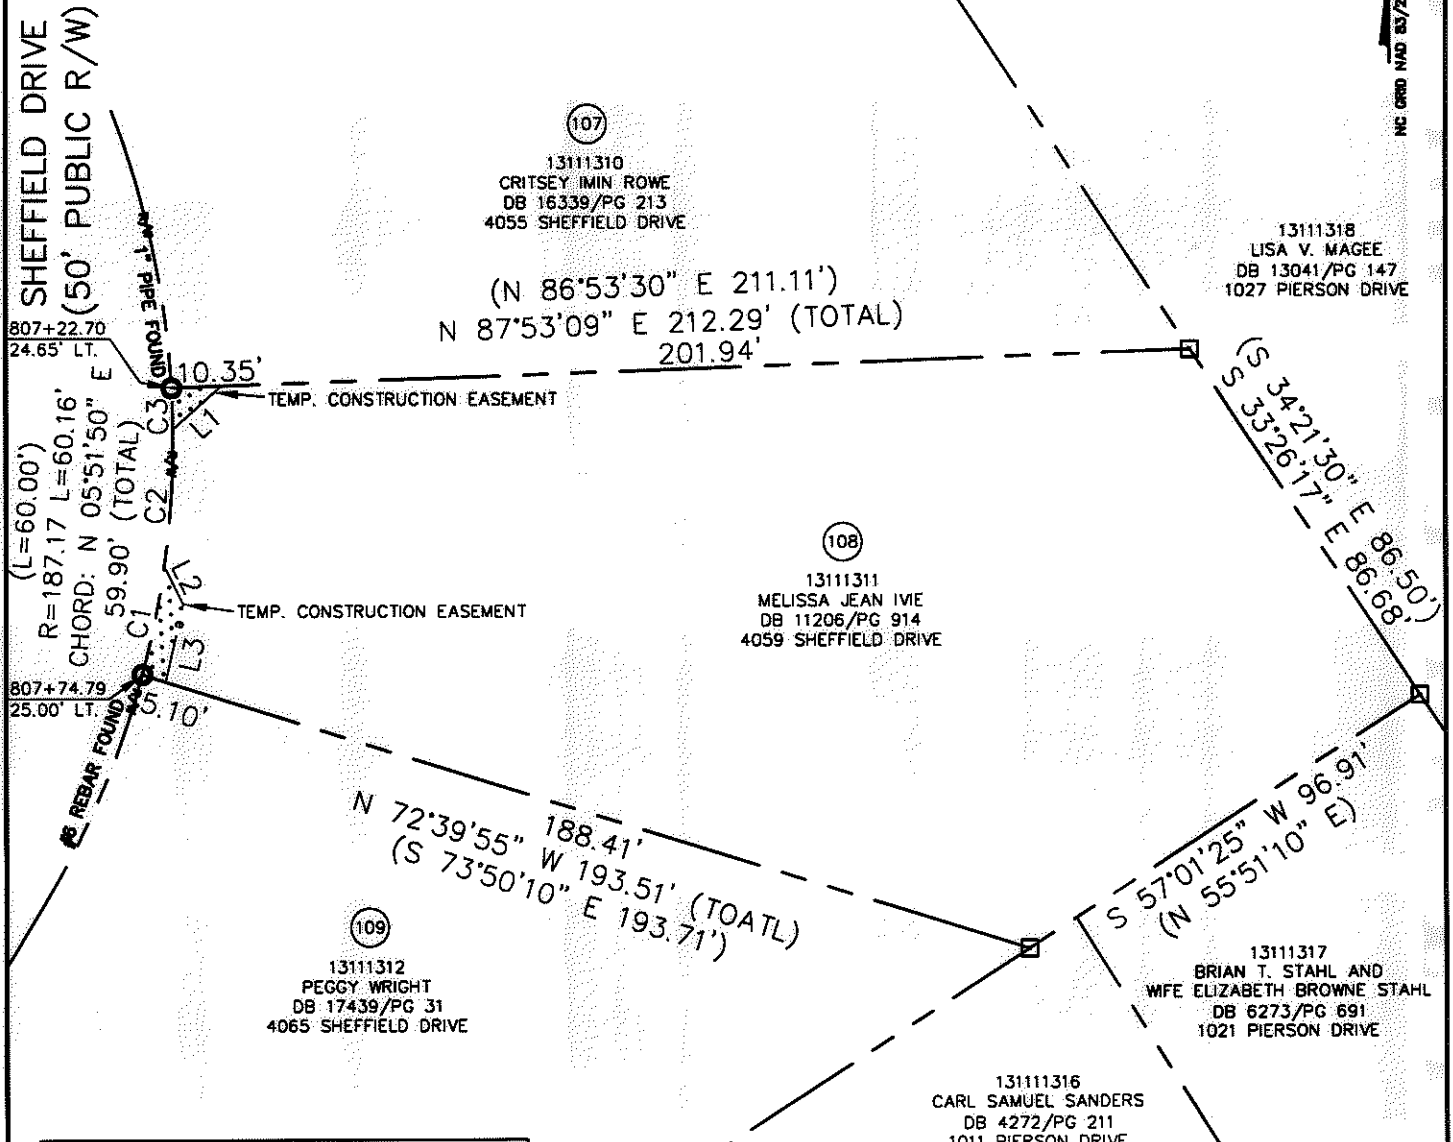 SHEFFIELD DRIVE
(50' PUBLIC R/W)
107
13111310
CRITSEY IMIN ROWE
DB 16339/PG 213
4055 SHEFFIELD DRIVE
13111318
LISA V. MAGEE
DB 13041/PG 147
1027 PIERSON DRIVE
R/W
1" PIPE FOUND
(N 86°53'30" E 211.11')
N 87°53'09" E 212.29' (TOTAL)
201.94'
807+22.70
24.65' LT.
10.35'
TEMP. CONSTRUCTION EASEMENT
L1
C3
R/W
C2
(L=60.00')
R=187.17 L=60.16'
CHORD: N 05°51'50" E
59.90' (TOTAL)
(S 34°21'30" E 86.50')
S 33°26'17" E 86.68'
108
13111311
MELISSA JEAN IVIE
DB 11206/PG 914
4059 SHEFFIELD DRIVE
L2
TEMP. CONSTRUCTION EASEMENT
C1
L3
807+74.79
25.00' LT.
5.10'
#6 REBAR FOUND
188.41'
N 72°39'55" W 193.51' (TOATL)
(S 73°50'10" E 193.71')
S 57°01'25" W 96.91'
(N 55°51'10" E)
109
13111312
PEGGY WRIGHT
DB 17439/PG 31
4065 SHEFFIELD DRIVE
13111317
BRIAN T. STAHL AND
WIFE ELIZABETH BROWNE STAHL
DB 6273/PG 691
1021 PIERSON DRIVE
131111316
CARL SAMUEL SANDERS
DB 4272/PG 211
1011 PIERSON DRIVE
NC GRID NAD 83/2